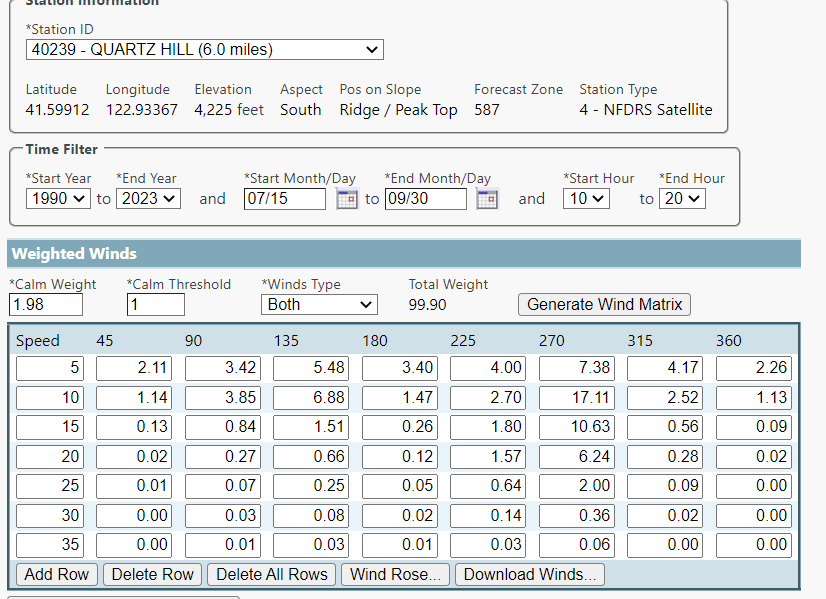 Station Information
*Station ID
40239 - QUARTZ HILL (6.0 miles)
Latitude Longitude Elevation Aspect Pos on Slope Forecast Zone Station Type
41.59912 122.93367 4,225 feet South Ridge / Peak Top 587 4 - NFDRS Satellite
Time Filter
*Start Year *End Year *Start Month/Day *End Month/Day *Start Hour *End Hour
1990 to 2023 and 07/15 to 09/30 and 10 to 20
Weighted Winds
*Calm Weight *Calm Threshold *Winds Type Total Weight
1.98 1 Both 99.90 Generate Wind Matrix
Speed 45 90 135 180 225 270 315 360
5 2.11 3.42 5.48 3.40 4.00 7.38 4.17 2.26
10 1.14 3.85 6.88 1.47 2.70 17.11 2.52 1.13
15 0.13 0.84 1.51 0.26 1.80 10.63 0.56 0.09
20 0.02 0.27 0.66 0.12 1.57 6.24 0.28 0.02
25 0.01 0.07 0.25 0.05 0.64 2.00 0.09 0.00
30 0.00 0.03 0.08 0.02 0.14 0.36 0.02 0.00
35 0.00 0.01 0.03 0.01 0.03 0.06 0.00 0.00
Add Row Delete Row Delete All Rows Wind Rose... Download Winds...